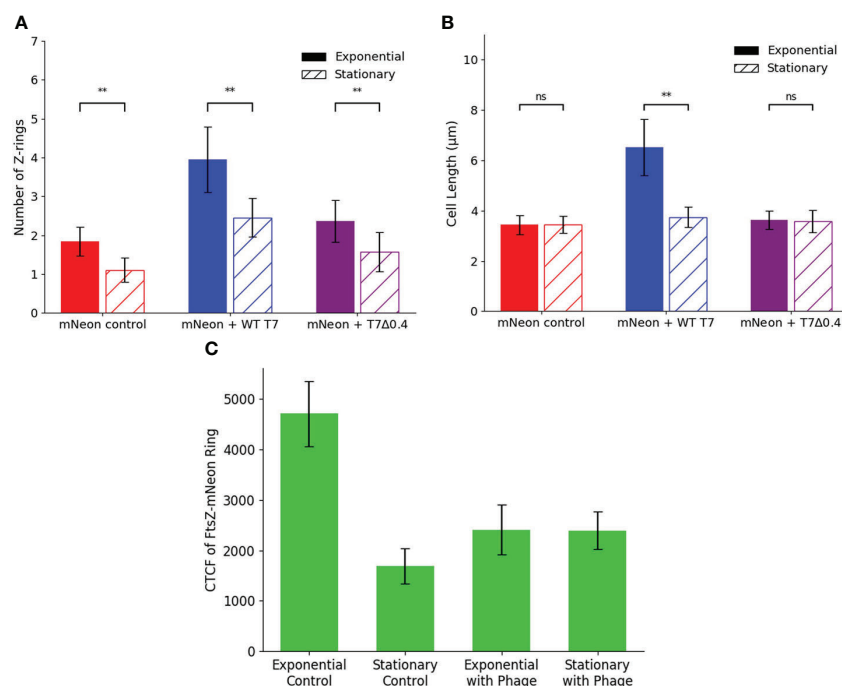 A
Number of Z-rings
7
6
5
4
3
2
1
0
Exponential
Stationary
**
**
**
mNeon control
mNeon + WT T7
mNeon + T7Δ0.4
B
Cell Length (μm)
10
8
6
4
2
0
Exponential
Stationary
ns
**
ns
mNeon control
mNeon + WT T7
mNeon + T7Δ0.4
C
CTCF of FtsZ-mNeon Ring
5000
4000
3000
2000
1000
0
Exponential
Control
Stationary
Control
Exponential
with Phage
Stationary
with Phage